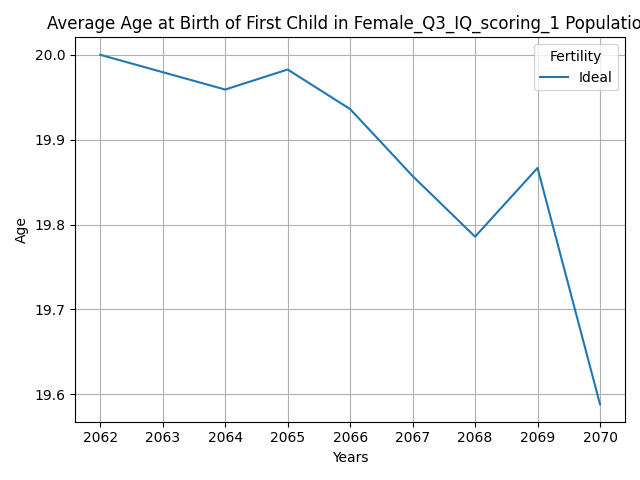 Average Age at Birth of First Child in Female_Q3_IQ_scoring_1 Populatio
Fertility
Ideal
20.0
19.9
19.8
19.7
19.6
Age
2062 2063 2064 2065 2066 2067 2068 2069 2070
Years